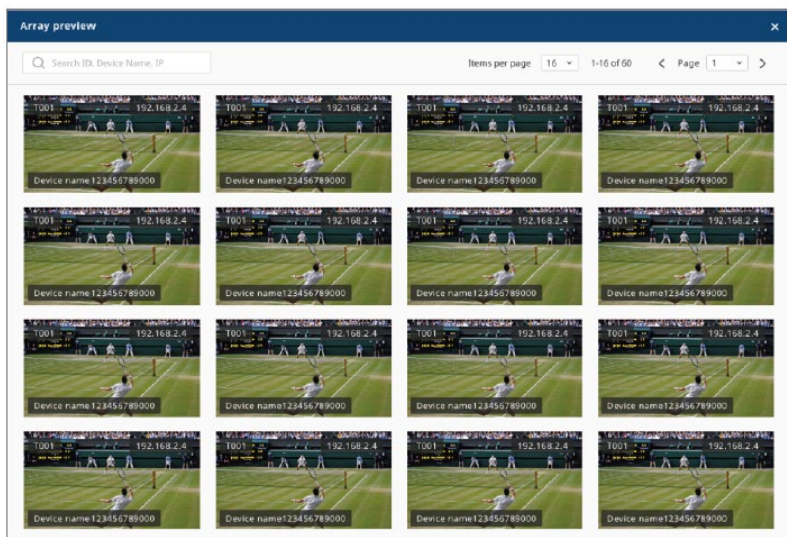 Array preview ×
Search ID, Device Name, IP Items per page 16 1-16 of 60 Page 1
T001 192.168.2.4 T001 192.168.2.4 T001 192.168.2.4 T001 192.168.2.4
Device name123456789000 Device name123456789000 Device name123456789000 Device name123456789000
T001 192.168.2.4 T001 192.168.2.4 T001 192.168.2.4 T001 192.168.2.4
Device name123456789000 Device name123456789000 Device name123456789000 Device name123456789000
T001 192.168.2.4 T001 192.168.2.4 T001 192.168.2.4 T001 192.168.2.4
Device name123456789000 Device name123456789000 Device name123456789000 Device name123456789000
T001 192.168.2.4 T001 192.168.2.4 T001 192.168.2.4 T001 192.168.2.4
Device name123456789000 Device name123456789000 Device name123456789000 Device name123456789000